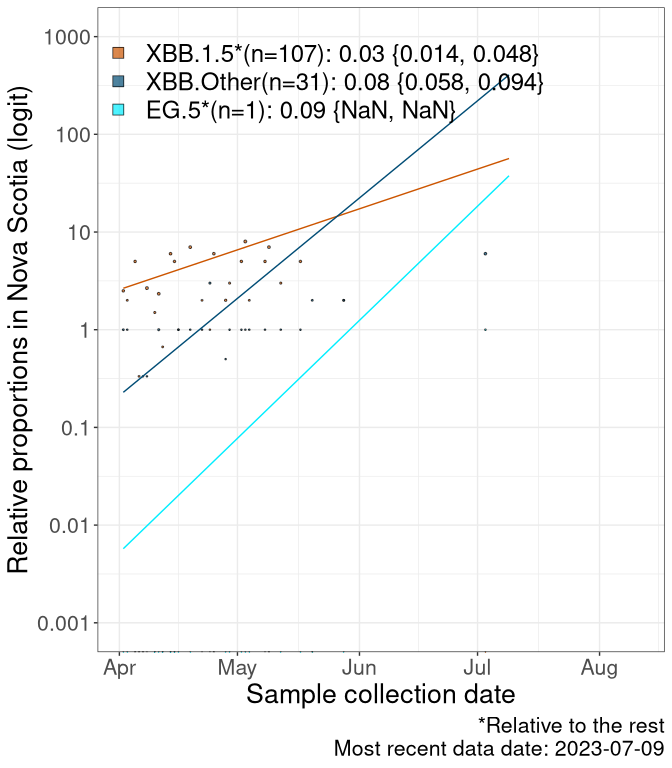 XBB.1.5*(n=107): 0.03 {0.014, 0.048}
XBB.Other(n=31): 0.08 {0.058, 0.094}
EG.5*(n=1): 0.09 {NaN, NaN}
Relative proportions in Nova Scotia (logit)
1000
100
10
1
0.1
0.01
0.001
Apr May Jun Jul Aug
Sample collection date
*Relative to the rest
Most recent data date: 2023-07-09